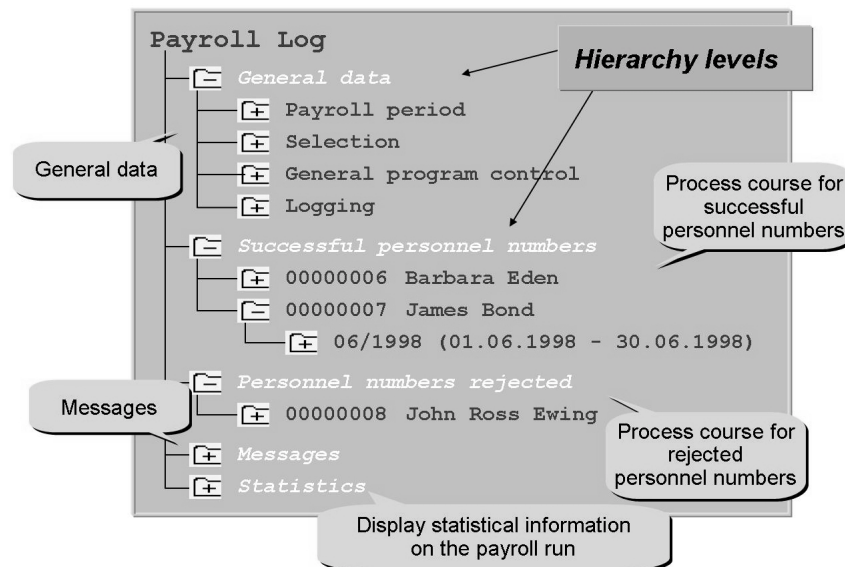 Payroll Log
Hierarchy levels
General data
Payroll period
Selection
General program control
Logging
General data
Process course for
successful
personnel numbers
Successful personnel numbers
00000006 Barbara Eden
00000007 James Bond
06/1998 (01.06.1998 - 30.06.1998)
Personnel numbers rejected
00000008 John Ross Ewing
Messages
Process course for
rejected
personnel numbers
Messages
Statistics
Display statistical information
on the payroll run